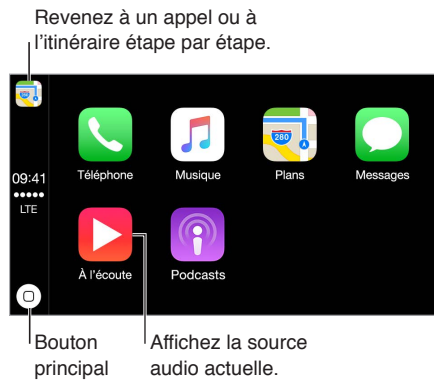 Revenez à un appel ou à
l’itinéraire étape par étape.
280
280
Téléphone Musique Plans Messages
09:41
LTE
À l’écoute Podcasts
Bouton
principal
Affichez la source
audio actuelle.